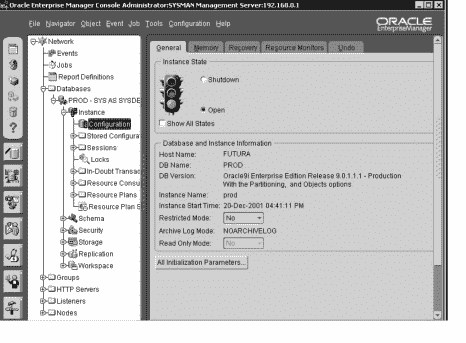 Oracle Enterprise Manager Console Administrator:SYSMAN Management Server:192.168.0.1
File Navigator Object Event Job Tools Configuration Help
ORACLE
EnterpriseManager
Network
Events
Jobs
Report Definitions
Databases
PROD - SYS AS SYSDE
Instance
Configuration
Stored Configurat
Sessions
Locks
In-Doubt Transac
Resource Consu
Resource Plans
Resource Plan S
Schema
Security
Storage
Replication
Workspace
Groups
HTTP Servers
Listeners
Nodes
General Memory Recovery Resource Monitors Undo
Instance State
Shutdown
Open
Show All States
Database and Instance Information
Host Name: FUTURA
DB Name: PROD
DB Version: Oracle9i Enterprise Edition Release 9.0.1.1.1 - Production
With the Partitioning, and Objects options
Instance Name: prod
Instance Start Time: 20-Dec-2001 04:41:11 PM
Restricted Mode: No
Archive Log Mode: NOARCHIVELOG
Read Only Mode: No
All Initialization Parameters...